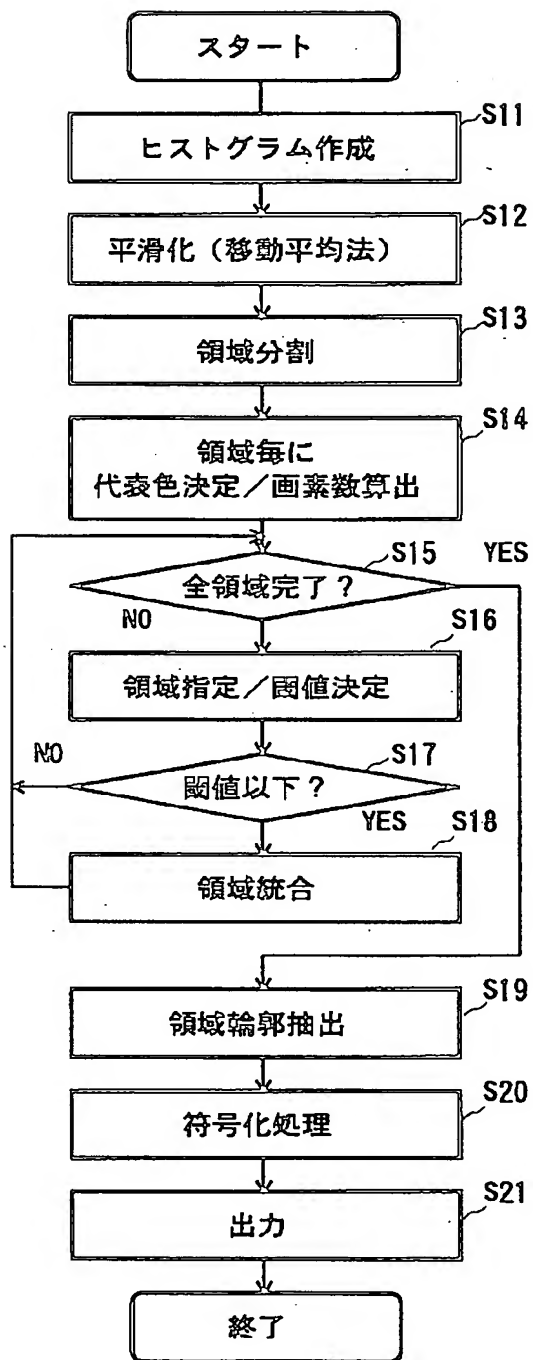 スタート
S11
ヒストグラム作成
S12
平滑化（移動平均法）
S13
領域分割
S14
領域毎に
代表色決定／画素数算出
S15
YES
全領域完了？
NO
S16
領域指定／閾値決定
NO
S17
閾値以下？
YES
S18
領域統合
S19
領域輪郭抽出
S20
符号化処理
S21
出力
終了